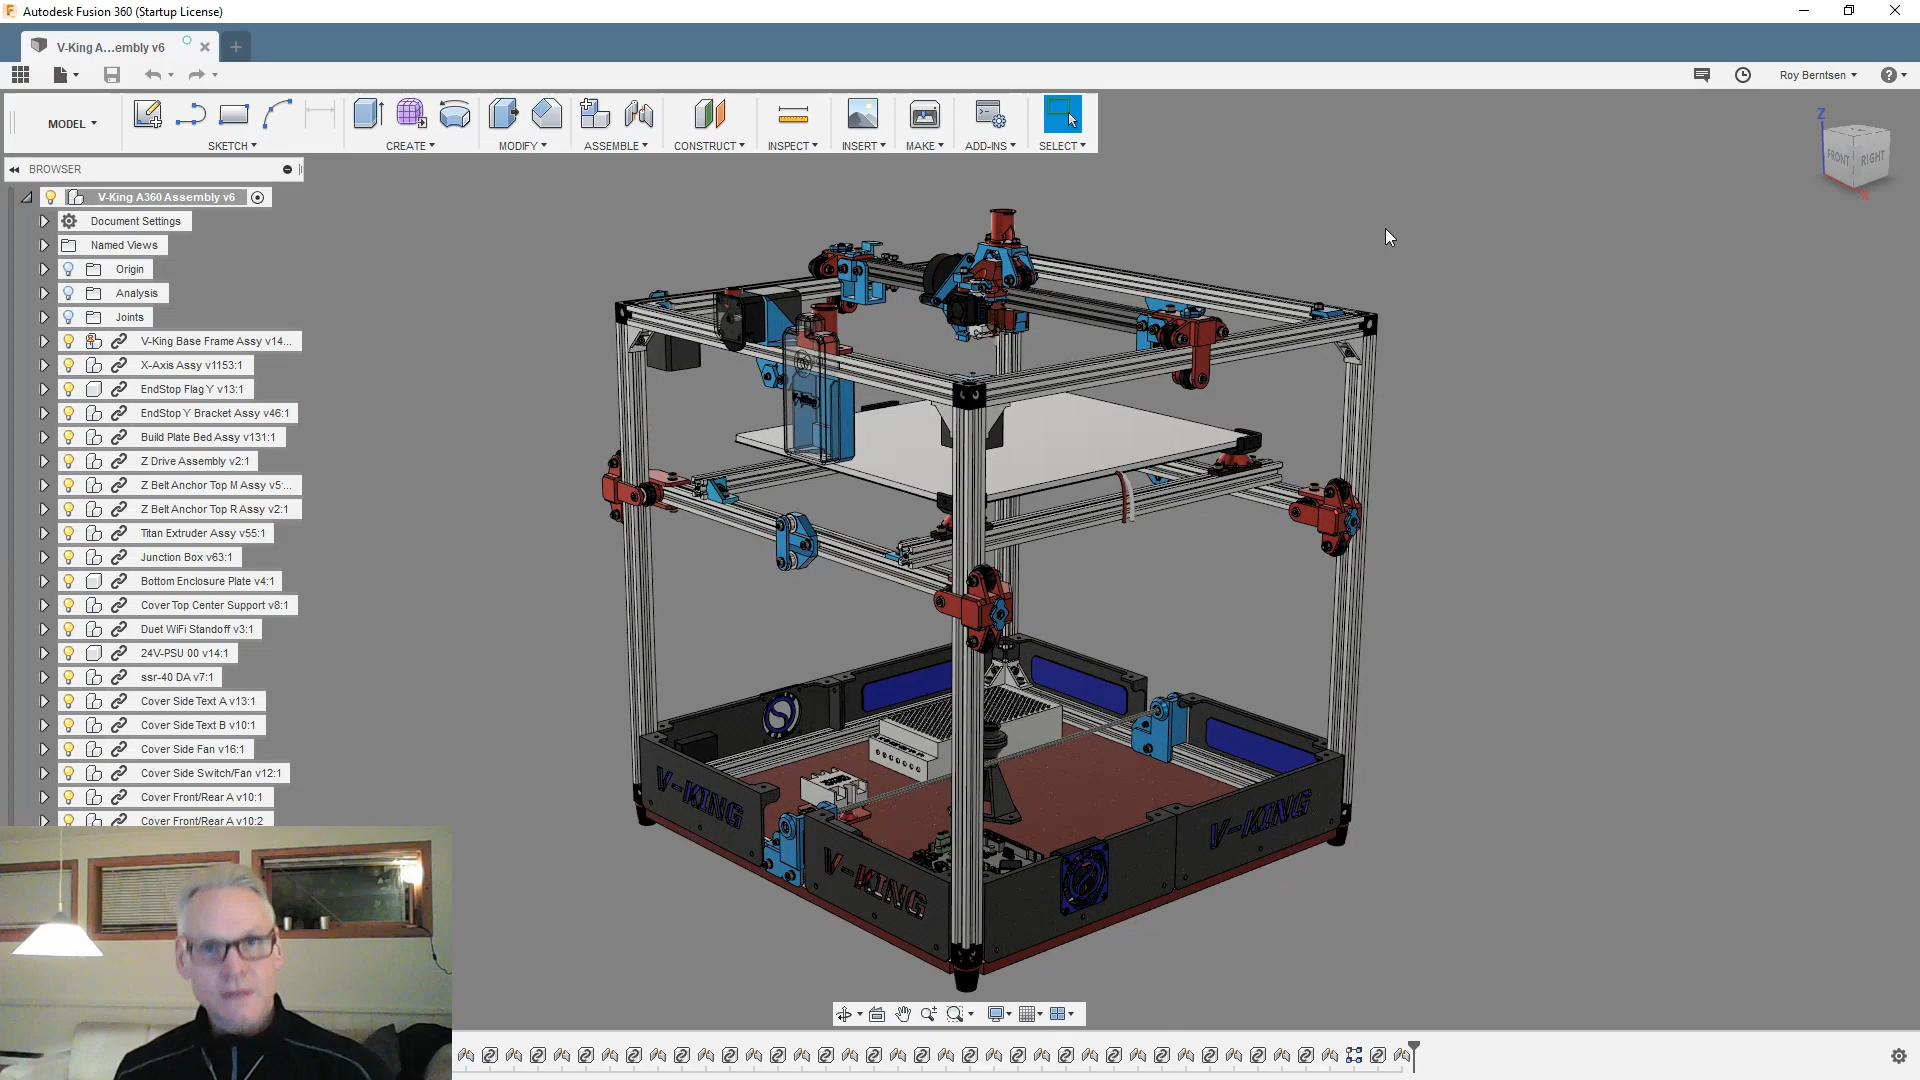 Autodesk Fusion 360 (Startup License)
V-King A...embly v6
Roy Berntsen
MODEL
SKETCH
CREATE
MODIFY
ASSEMBLE
CONSTRUCT
INSPECT
INSERT
MAKE
ADD-INS
SELECT
BROWSER
V-King A360 Assembly v6
Document Settings
Named Views
Origin
Analysis
Joints
V-King Base Frame Assy v14...
X-Axis Assy v1153:1
EndStop Flag Y v13:1
EndStop Y Bracket Assy v46:1
Build Plate Bed Assy v131:1
Z Drive Assembly v2:1
Z Belt Anchor Top M Assy v5...
Z Belt Anchor Top R Assy v2:1
Titan Extruder Assy v55:1
Junction Box v63:1
Bottom Enclosure Plate v4:1
Cover Top Center Support v8:1
Duet WiFi Standoff v3:1
24V-PSU 00 v14:1
ssr-40 DA v7:1
Cover Side Text A v13:1
Cover Side Text B v10:1
Cover Side Fan v16:1
Cover Side Switch/Fan v12:1
Cover Front/Rear A v10:1
Cover Front/Rear A v10:2
Z
FRONT
RIGHT
X
V-King
V-KING
V-KING
V-KING